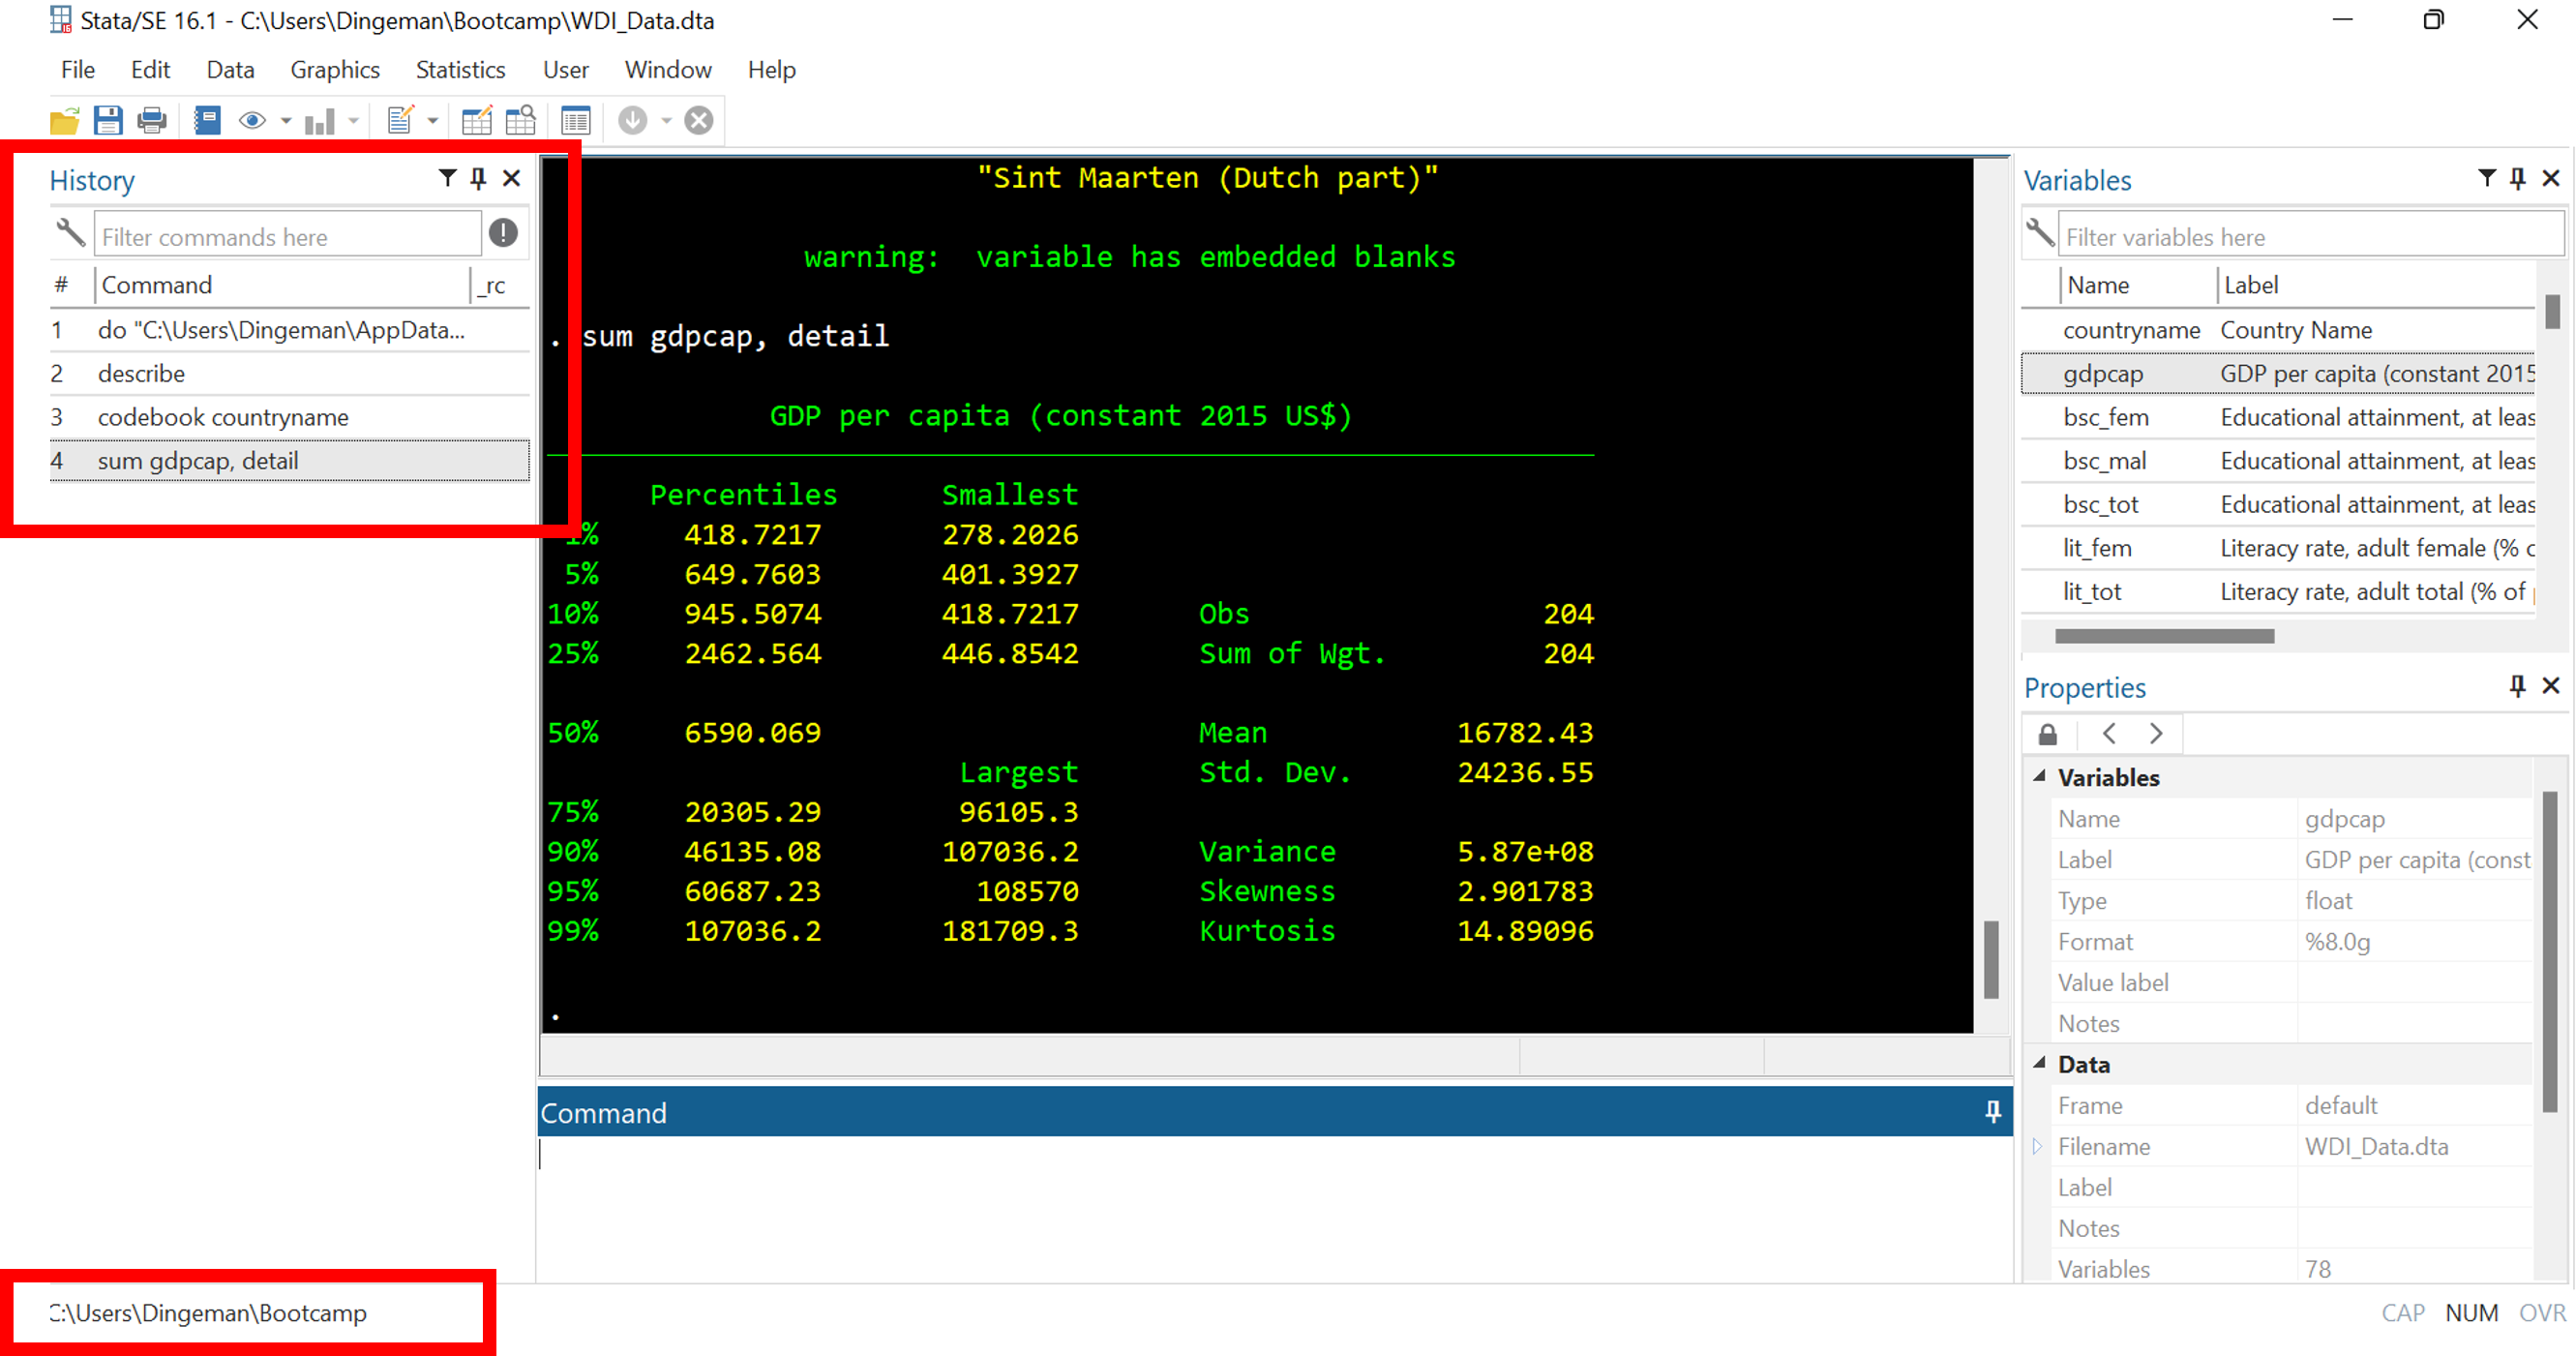 Stata/SE 16.1 - C:\Users\Dingeman\Bootcamp\WDI_Data.dta
File Edit Data Graphics Statistics User Window Help
History
Filter commands here
# Command _rc
1 do "C:\Users\Dingeman\AppData...
2 describe
3 codebook countryname
4 sum gdpcap, detail
"Sint Maarten (Dutch part)"
warning: variable has embedded blanks
. sum gdpcap, detail
GDP per capita (constant 2015 US$)
Percentiles Smallest
1% 418.7217 278.2026
5% 649.7603 401.3927
10% 945.5074 418.7217 Obs 204
25% 2462.564 446.8542 Sum of Wgt. 204
50% 6590.069 Mean 16782.43
Largest Std. Dev. 24236.55
75% 20305.29 96105.3
90% 46135.08 107036.2 Variance 5.87e+08
95% 60687.23 108570 Skewness 2.901783
99% 107036.2 181709.3 Kurtosis 14.89096
.
Command
Variables
Filter variables here
Name Label
countryname Country Name
gdpcap GDP per capita (constant 2015
bsc_fem Educational attainment, at leas
bsc_mal Educational attainment, at leas
bsc_tot Educational attainment, at leas
lit_fem Literacy rate, adult female (% c
lit_tot Literacy rate, adult total (% of
Properties
Variables
Name gdpcap
Label GDP per capita (const
Type float
Format %8.0g
Value label
Notes
Data
Frame default
Filename WDI_Data.dta
Label
Notes
Variables 78
C:\Users\Dingeman\Bootcamp
CAP NUM OVR